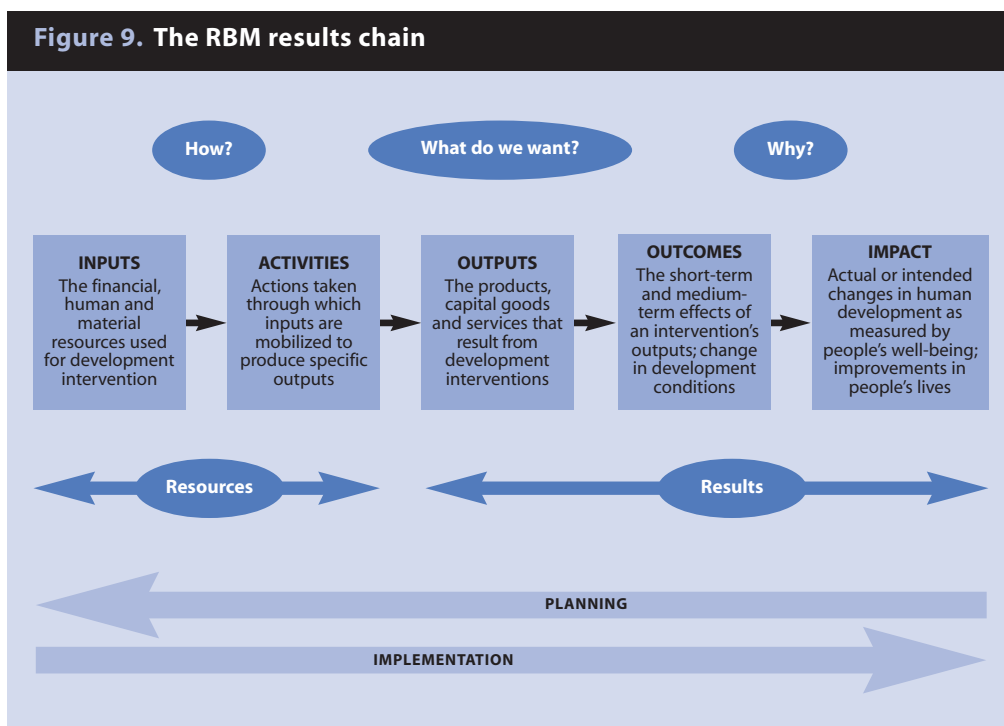 Figure 9. The RBM results chain
How?
What do we want?
Why?
INPUTS
The financial,
human and
material
resources used
for development
intervention
ACTIVITIES
Actions taken
through which
inputs are
mobilized to
produce specific
outputs
OUTPUTS
The products,
capital goods
and services that
result from
development
interventions
OUTCOMES
The short-term
and medium-
term effects of
an intervention’s
outputs; change
in development
conditions
IMPACT
Actual or intended
changes in human
development as
measured by
people’s well-being;
improvements in
people’s lives
Resources
Results
PLANNING
IMPLEMENTATION